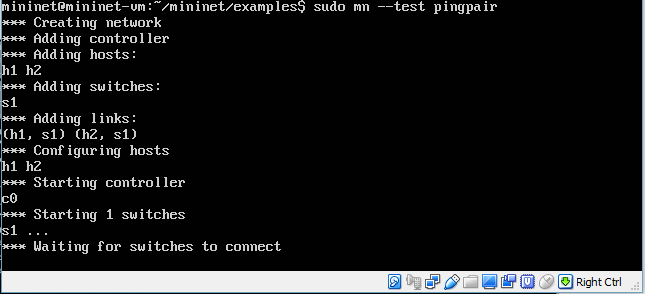 mininet@mininet-vm:~/mininet/examples$ sudo mn --test pingpair
*** Creating network
*** Adding controller
*** Adding hosts:
h1 h2
*** Adding switches:
s1
*** Adding links:
(h1, s1) (h2, s1)
*** Configuring hosts
h1 h2
*** Starting controller
c0
*** Starting 1 switches
s1 ...
*** Waiting for switches to connect
Right Ctrl